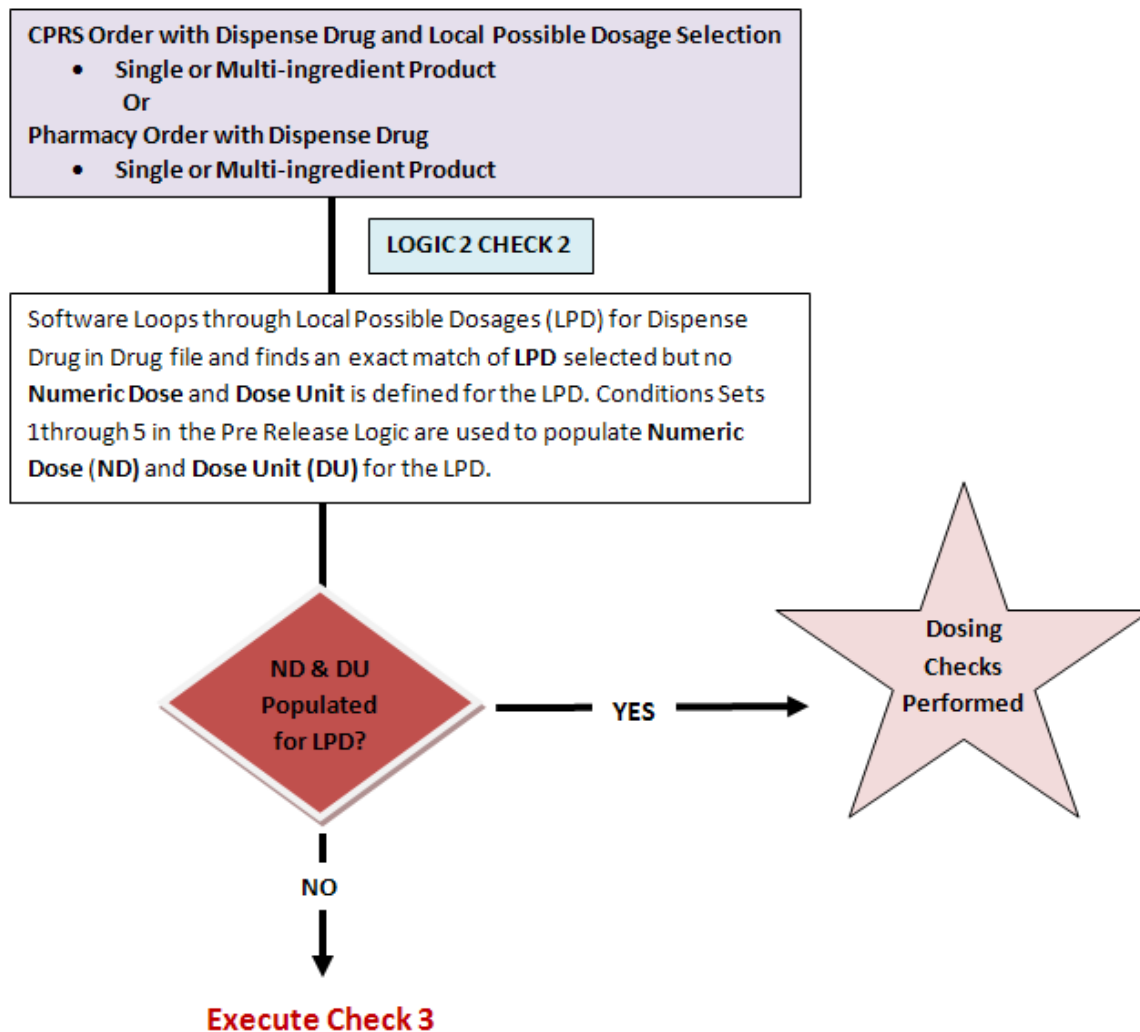 CPRS Order with Dispense Drug and Local Possible Dosage Selection
• Single or Multi-ingredient Product
Or
Pharmacy Order with Dispense Drug
• Single or Multi-ingredient Product
LOGIC 2 CHECK 2
Software Loops through Local Possible Dosages (LPD) for Dispense
Drug in Drug file and finds an exact match of LPD selected but no
Numeric Dose and Dose Unit is defined for the LPD. Conditions Sets
1through 5 in the Pre Release Logic are used to populate Numeric
Dose (ND) and Dose Unit (DU) for the LPD.
ND & DU
Populated
for LPD?
YES
Dosing
Checks
Performed
NO
Execute Check 3